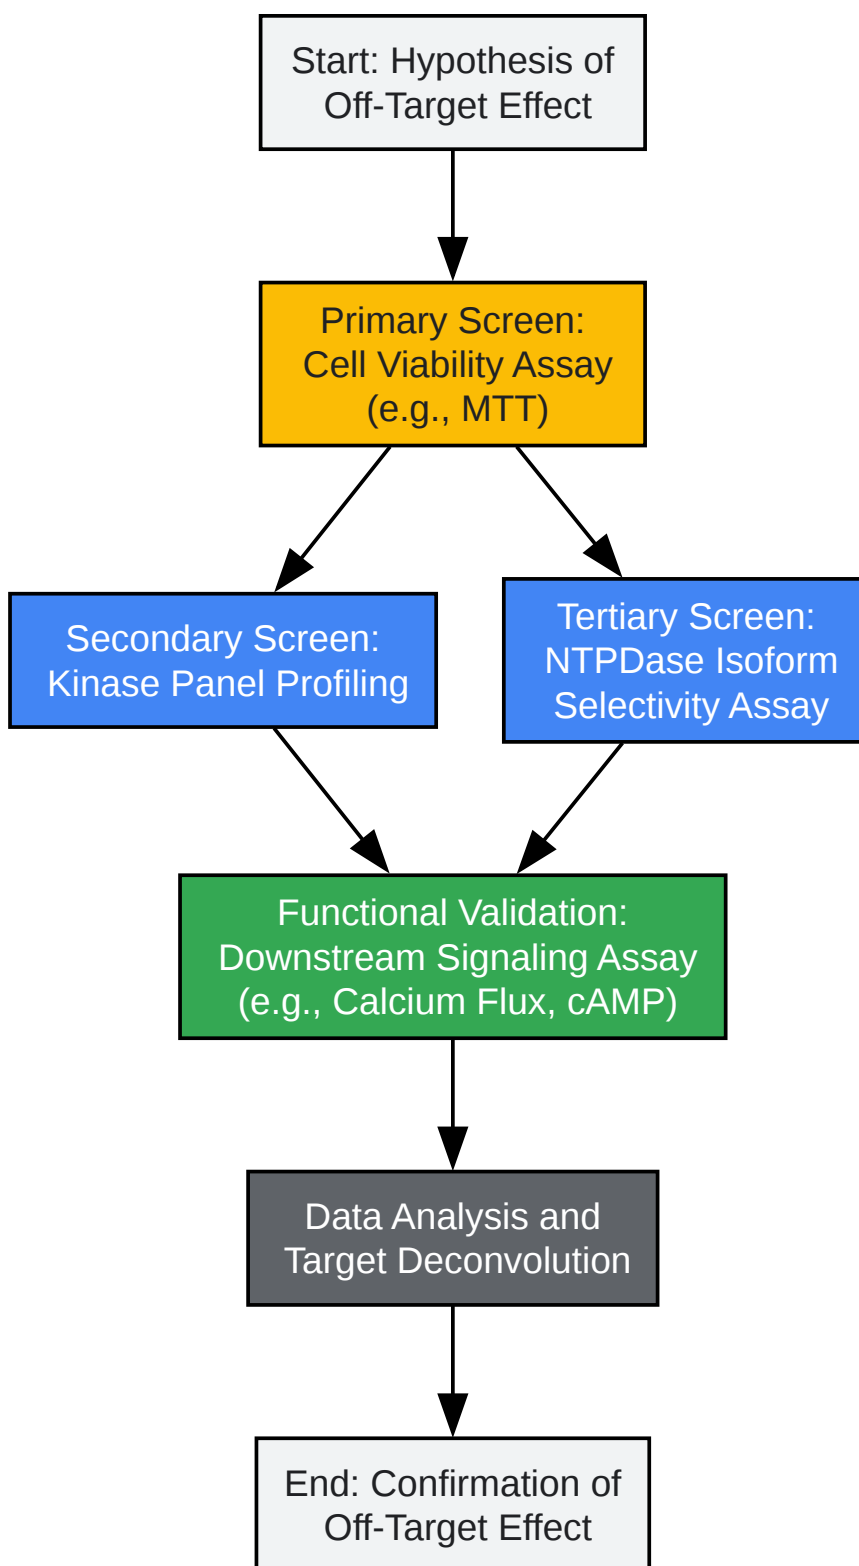 Start: Hypothesis of
Off-Target Effect
Primary Screen:
Cell Viability Assay
(e.g., MTT)
Secondary Screen:
Kinase Panel Profiling
Tertiary Screen:
NTPDase Isoform
Selectivity Assay
Functional Validation:
Downstream Signaling Assay
(e.g., Calcium Flux, cAMP)
Data Analysis and
Target Deconvolution
End: Confirmation of
Off-Target Effect